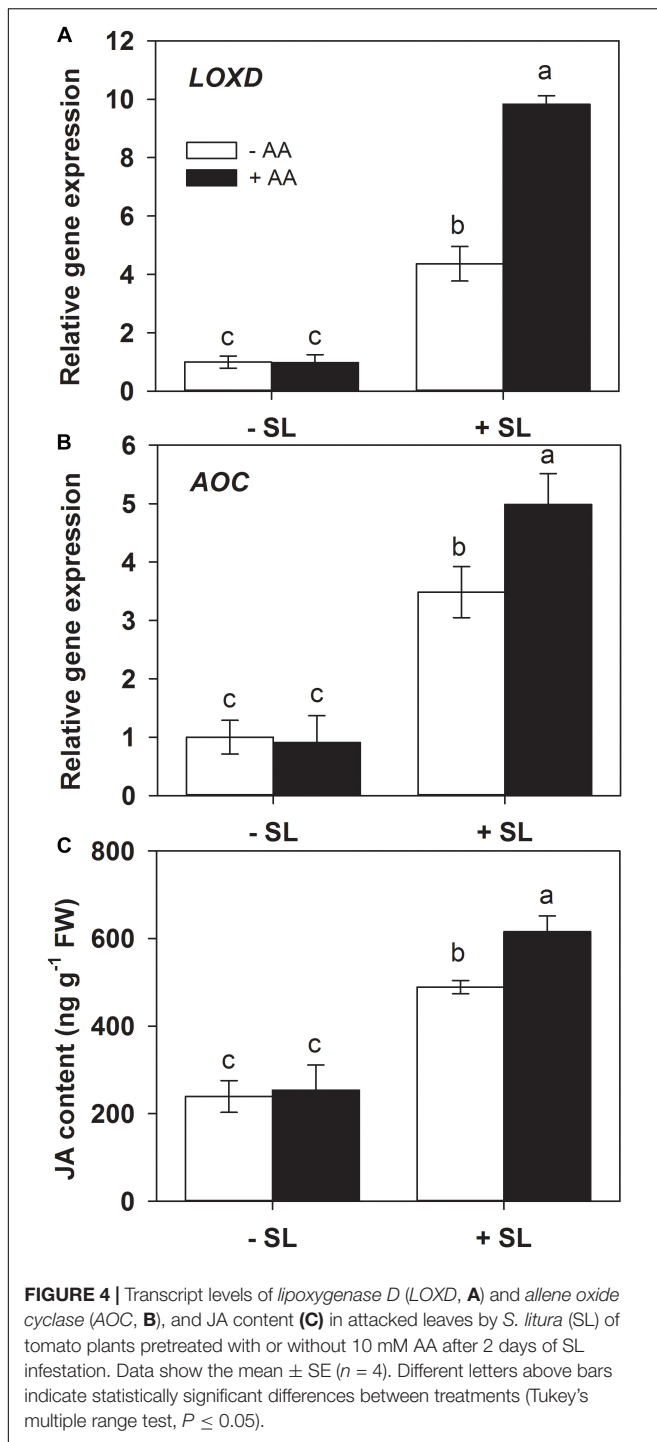 A
12
10
8
6
4
2
0
Relative gene expression
LOXD
- AA
+ AA
c
c
b
a
- SL
+ SL
B
6
5
4
3
2
1
0
Relative gene expression
AOC
c
c
b
a
- SL
+ SL
C
800
600
400
200
0
JA content (ng g⁻¹ FW)
c
c
b
a
- SL
+ SL
FIGURE 4 | Transcript levels of lipoxygenase D (LOXD, A) and allene oxide
cyclase (AOC, B), and JA content (C) in attacked leaves by S. litura (SL) of
tomato plants pretreated with or without 10 mM AA after 2 days of SL
infestation. Data show the mean ± SE (n = 4). Different letters above bars
indicate statistically significant differences between treatments (Tukey's
multiple range test, P ≤ 0.05).